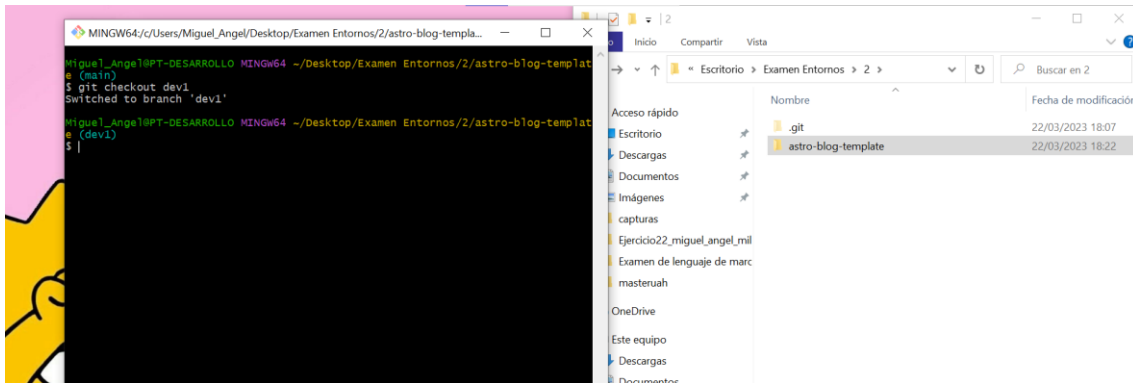 MINGW64:/c/Users/Miguel_Angel/Desktop/Examen Entornos/2/astro-blog-templa...
Miguel_Angel@PT-DESARROLLO MINGW64 ~/Desktop/Examen Entornos/2/astro-blog-templat
e (main)
$ git checkout dev1
Switched to branch 'dev1'
Miguel_Angel@PT-DESARROLLO MINGW64 ~/Desktop/Examen Entornos/2/astro-blog-templat
e (dev1)
$
2
Inicio Compartir Vista
« Escritorio > Examen Entornos > 2 >
Buscar en 2
Nombre Fecha de modificación
.git 22/03/2023 18:07
astro-blog-template 22/03/2023 18:22
Acceso rápido
Escritorio
Descargas
Documentos
Imágenes
capturas
Ejercicio22_miguel_angel_mil
Examen de lenguaje de marc
masteruah
OneDrive
Este equipo
Descargas
Documentos